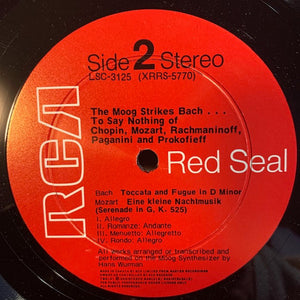 Side 2 Stereo
LSC-3125 (XRRS-5770)
The Moog Strikes Bach . . .
To Say Nothing of
Chopin, Mozart, Rachmaninoff,
Paganini and Prokofieff
RCA
Red Seal
Bach Toccata and Fugue in D Minor
Mozart Eine kleine Nachtmusik
(Serenade in G, K. 525)
I. Allegro
II. Romanze: Andante
III. Menuetto: Allegretto
IV. Rondo: Allegro
All works arranged or transcribed and
performed on the Moog Synthesizer by
Hans Wurman